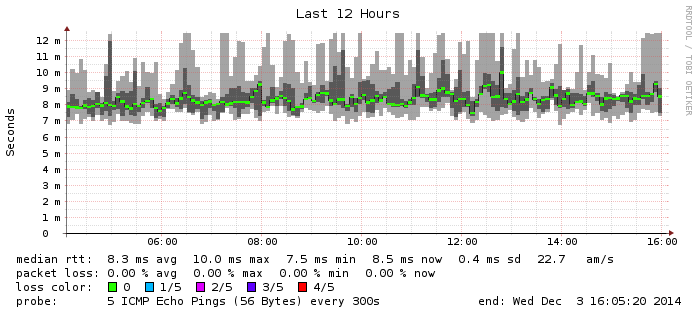 Last 12 Hours
RRDTOOL / TOBI OETIKER
Seconds
12 m
11 m
10 m
9 m
8 m
7 m
6 m
5 m
4 m
3 m
2 m
1 m
0
06:00 08:00 10:00 12:00 14:00 16:00
median rtt: 8.3 ms avg 10.0 ms max 7.5 ms min 8.5 ms now 0.4 ms sd 22.7 am/s
packet loss: 0.00 % avg 0.00 % max 0.00 % min 0.00 % now
loss color: 0 1/5 2/5 3/5 4/5
probe: 5 ICMP Echo Pings (56 Bytes) every 300s end: Wed Dec 3 16:05:20 2014